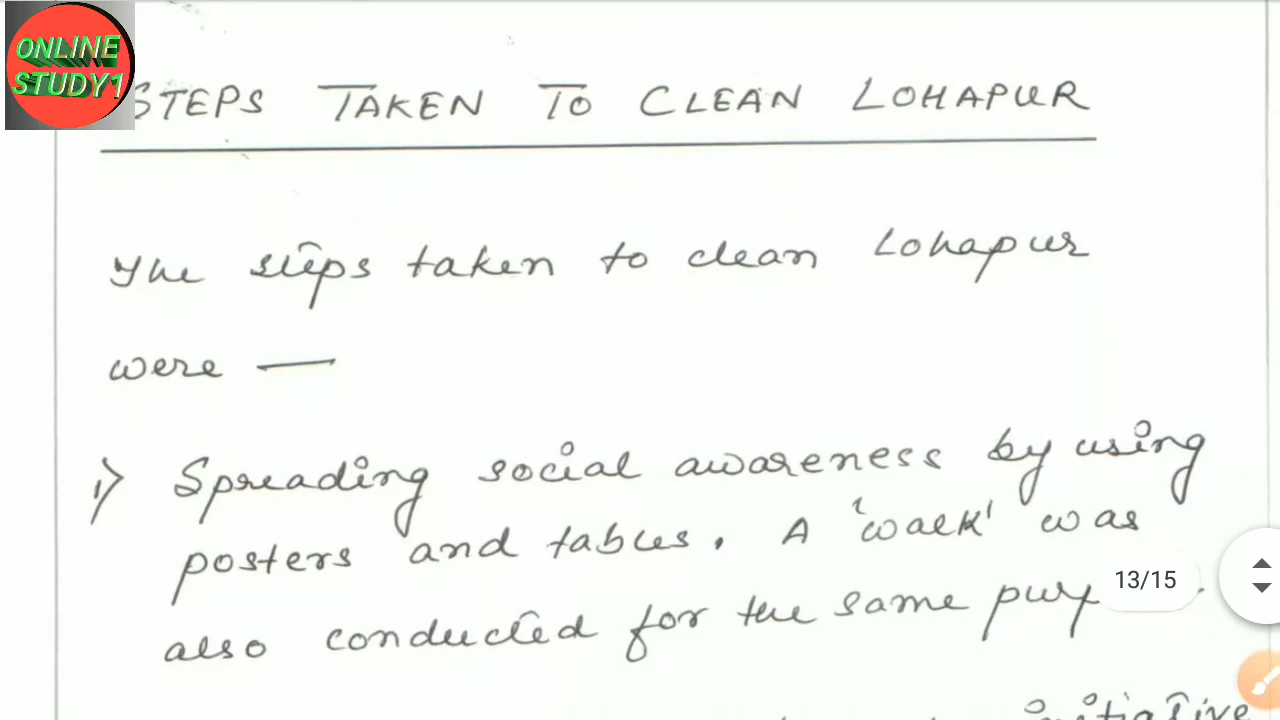 ONLINE
STUDY1
STEPS TAKEN TO CLEAN LOHAPUR
The steps taken to clean Lohapur
were —
1) Spreading social awareness by using
posters and tables. A 'walk' was
13/15
also conducted for the same
initiative